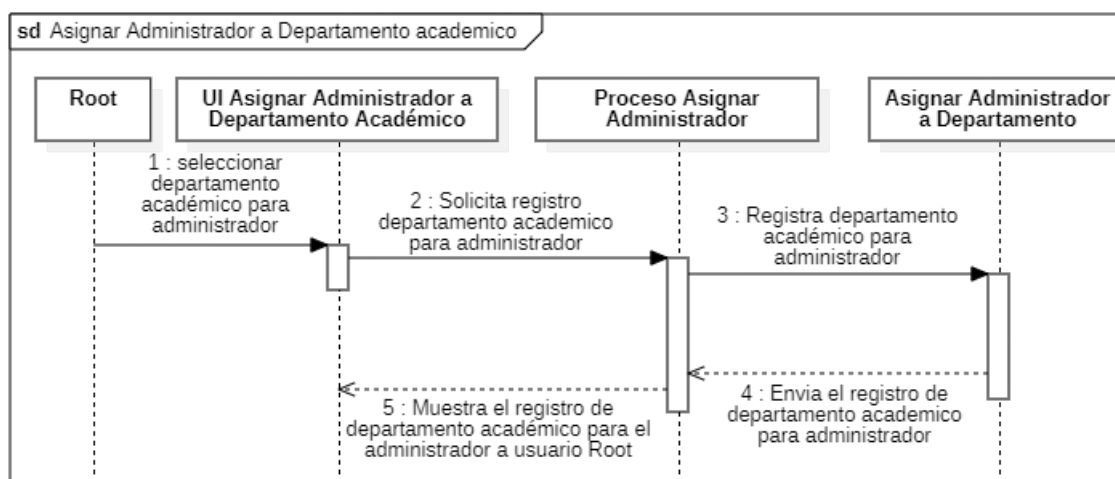 sd Asignar Administrador a Departamento academico
Root
UI Asignar Administrador a
Departamento Académico
Proceso Asignar
Administrador
Asignar Administrador
a Departamento
1 : seleccionar
departamento
académico para
administrador
2 : Solicita registro
departamento academico
para administrador
3 : Registra departamento
académico para
administrador
4 : Envia el registro de
departamento academico
para administrador
5 : Muestra el registro de
departamento académico para el
administrador a usuario Root